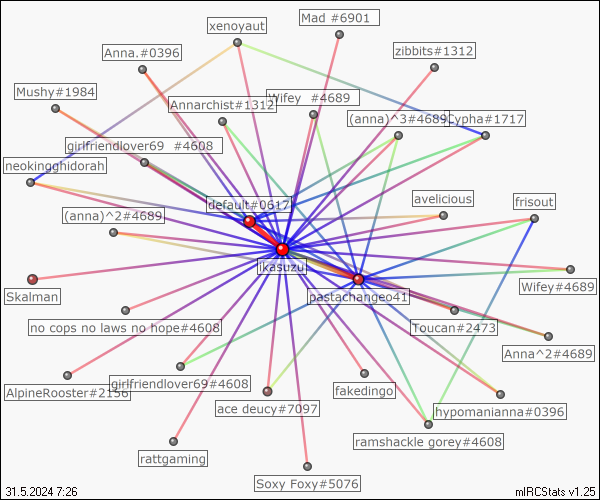 Mad #6901
xenoyaut
zibbits#1312
Anna.#0396
Mushy#1984
Wifey  #4689
Annarchist#1312
(anna)^3#4689
Cypha#1717
girlfriendlover69  #4608
neokingghidorah
avelicious
frisout
default#0617
(anna)^2#4689
ikasuzu
Wifey#4689
Skalman
pastachangeo41
no cops no laws no hope#4608
Toucan#2473
Anna^2#4689
AlpineRooster#2156
girlfriendlover69#4608
fakedingo
ace deucy#7097
hypomanianna#0396
ramshackle gorey#4608
rattgaming
Soxy Foxy#5076
31.5.2024 7:26
mIRCStats v1.25